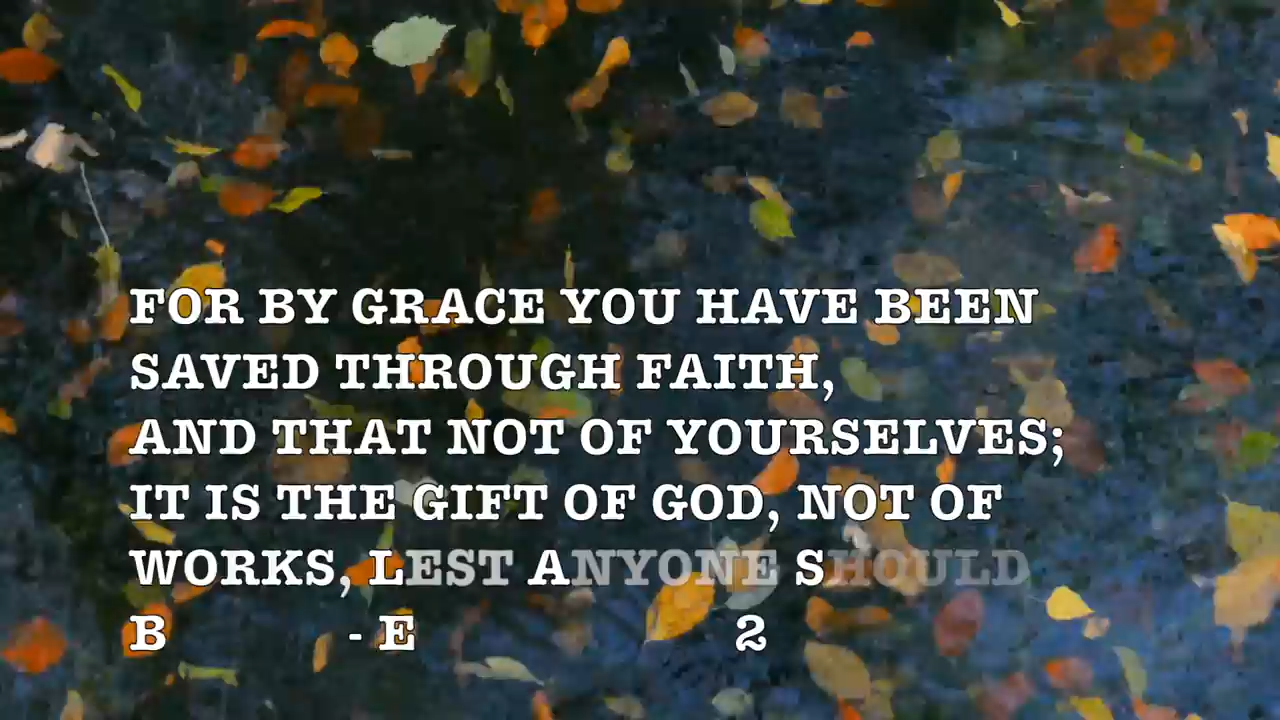 FOR BY GRACE YOU HAVE BEEN
SAVED THROUGH FAITH,
AND THAT NOT OF YOURSELVES;
IT IS THE GIFT OF GOD, NOT OF
WORKS, LEST ANYONE SHOULD
B - E 2